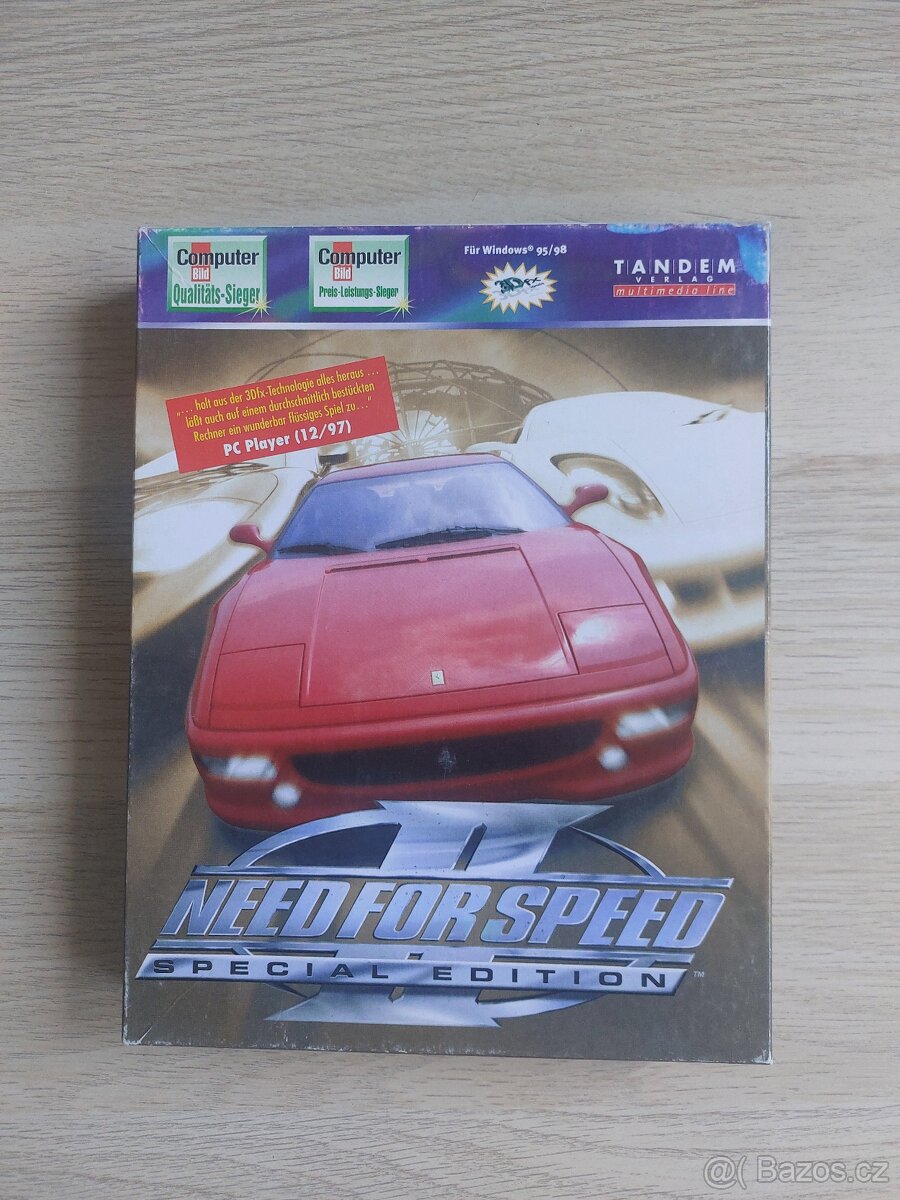 Computer
Bild
Qualitäts-Sieger
Computer
Bild
Preis-Leistungs-Sieger
Für Windows® 95/98
3Dfx
TANDEM
VERLAG
multimedia line
"... holt aus der 3Dfx-Technologie alles heraus ...
läßt auch auf einem durchschnittlich bestückten
Rechner ein wunderbar flüssiges Spiel zu..."
PC Player (12/97)
II
NEED FOR SPEED
SPECIAL EDITION ™
@( Bazos.cz